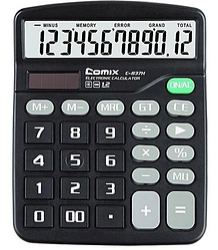 MINUS MEMORY ERROR GRAND TOTAL
1234567890.12
Comix C-837H
ELECTRONIC CALCULATOR
12
ON/AC
M+ M− MRC GT CE
7 8 9 ÷ ▶
4 5 6 × %
1 2 3 −
0 00 · + =